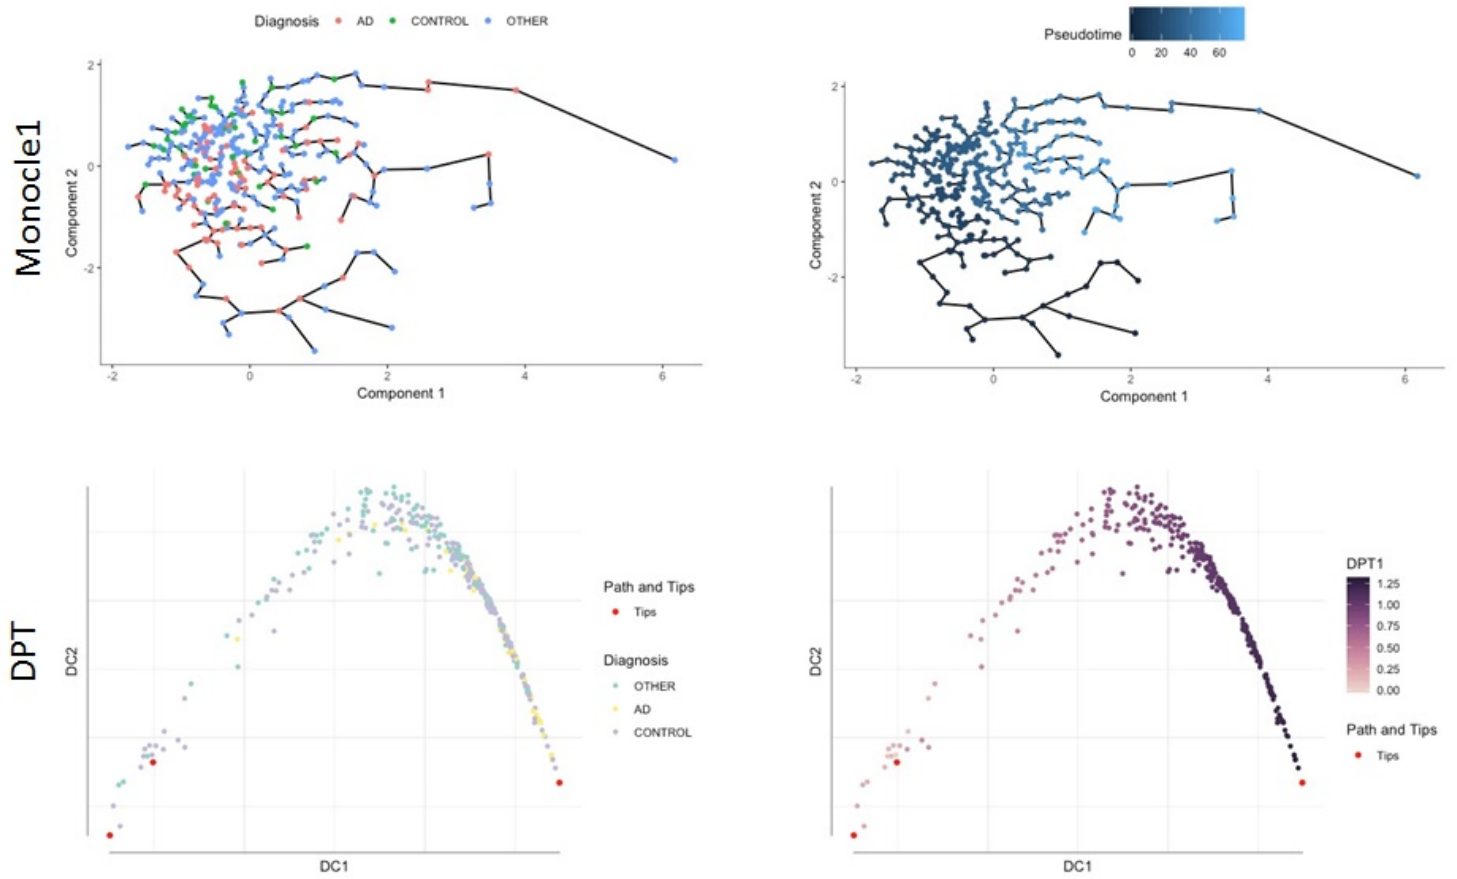 Diagnosis AD CONTROL OTHER
Pseudotime
0 20 40 60
Monocle1
Component 2
2
0
-2
-2 0 2 4 6
Component 1
Component 2
2
0
-2
-2 0 2 4 6
Component 1
DPT
DC2
DC1
Path and Tips
Tips
Diagnosis
OTHER
AD
CONTROL
DC2
DC1
DPT1
1.25
1.00
0.75
0.50
0.25
0.00
Path and Tips
Tips